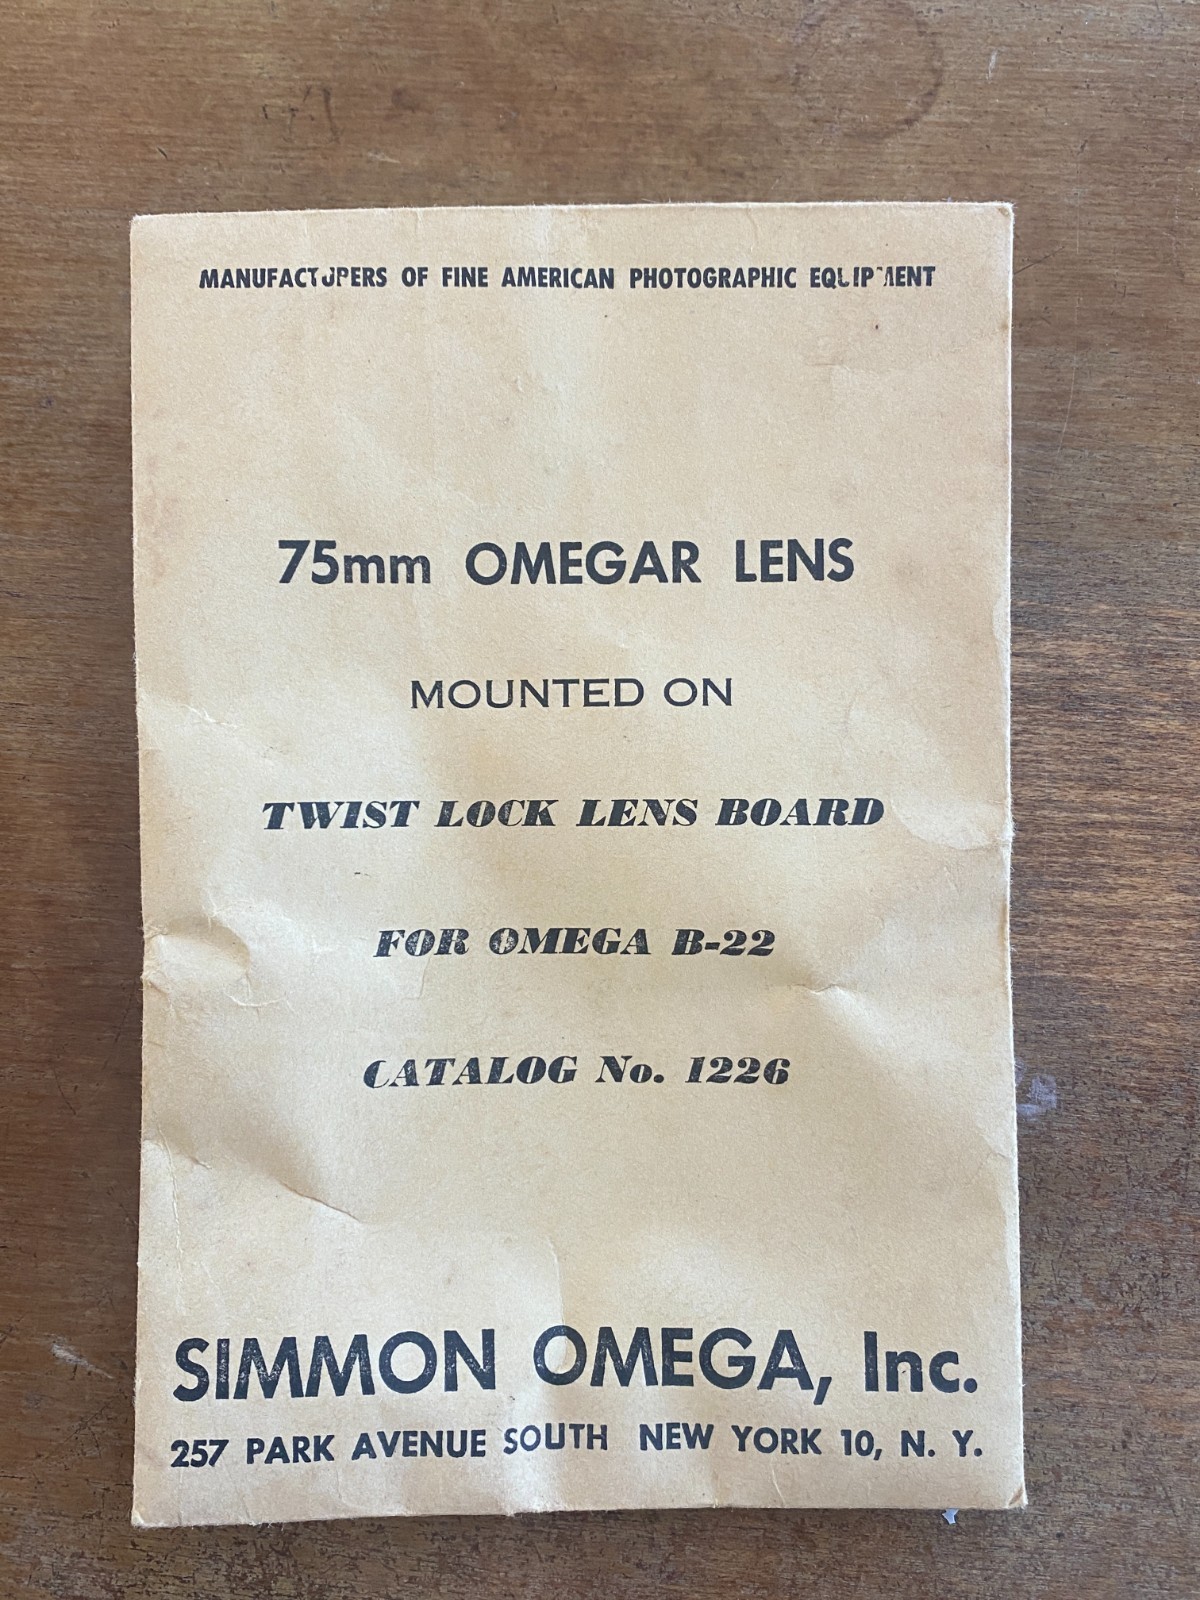 MANUFACTURERS OF FINE AMERICAN PHOTOGRAPHIC EQUIPMENT
75mm OMEGAR LENS
MOUNTED ON
TWIST LOCK LENS BOARD
FOR OMEGA B-22
CATALOG No. 1226
SIMMON OMEGA, Inc.
257 PARK AVENUE SOUTH NEW YORK 10, N. Y.